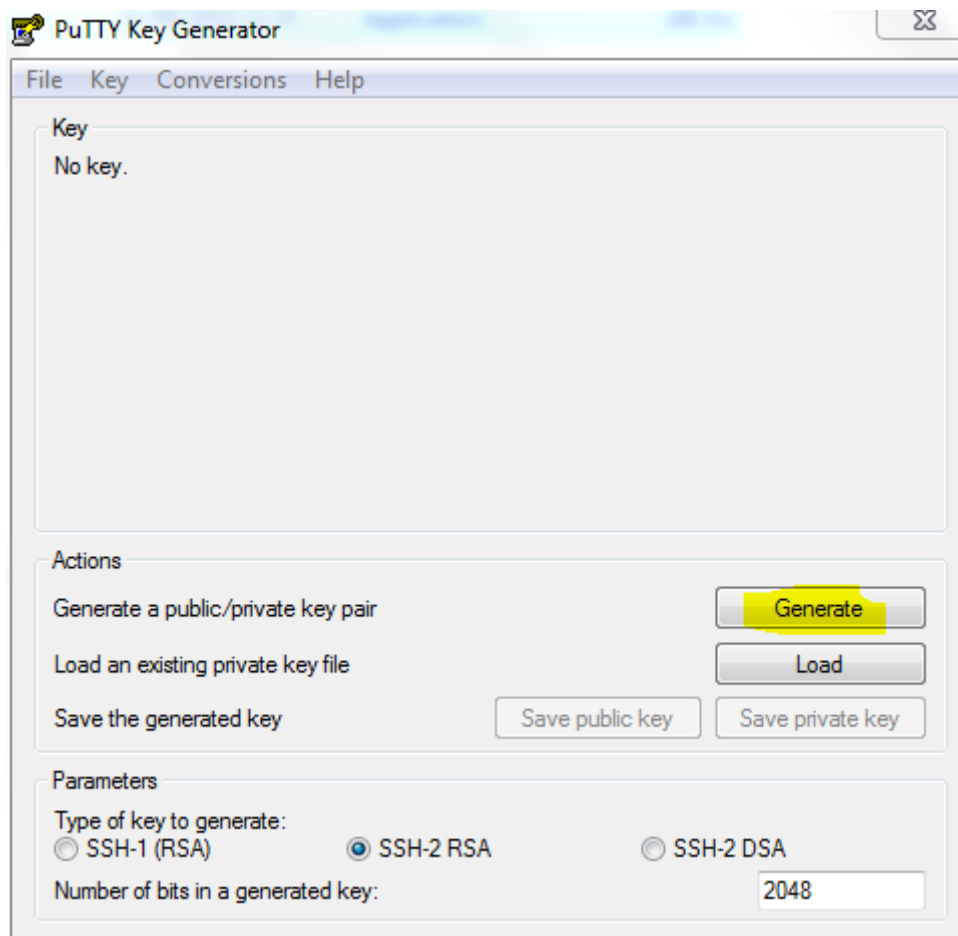 PuTTY Key Generator
File Key Conversions Help
Key
No key.
Actions
Generate a public/private key pair
Generate
Load an existing private key file
Load
Save the generated key
Save public key
Save private key
Parameters
Type of key to generate:
SSH-1 (RSA)
SSH-2 RSA
SSH-2 DSA
Number of bits in a generated key:
2048